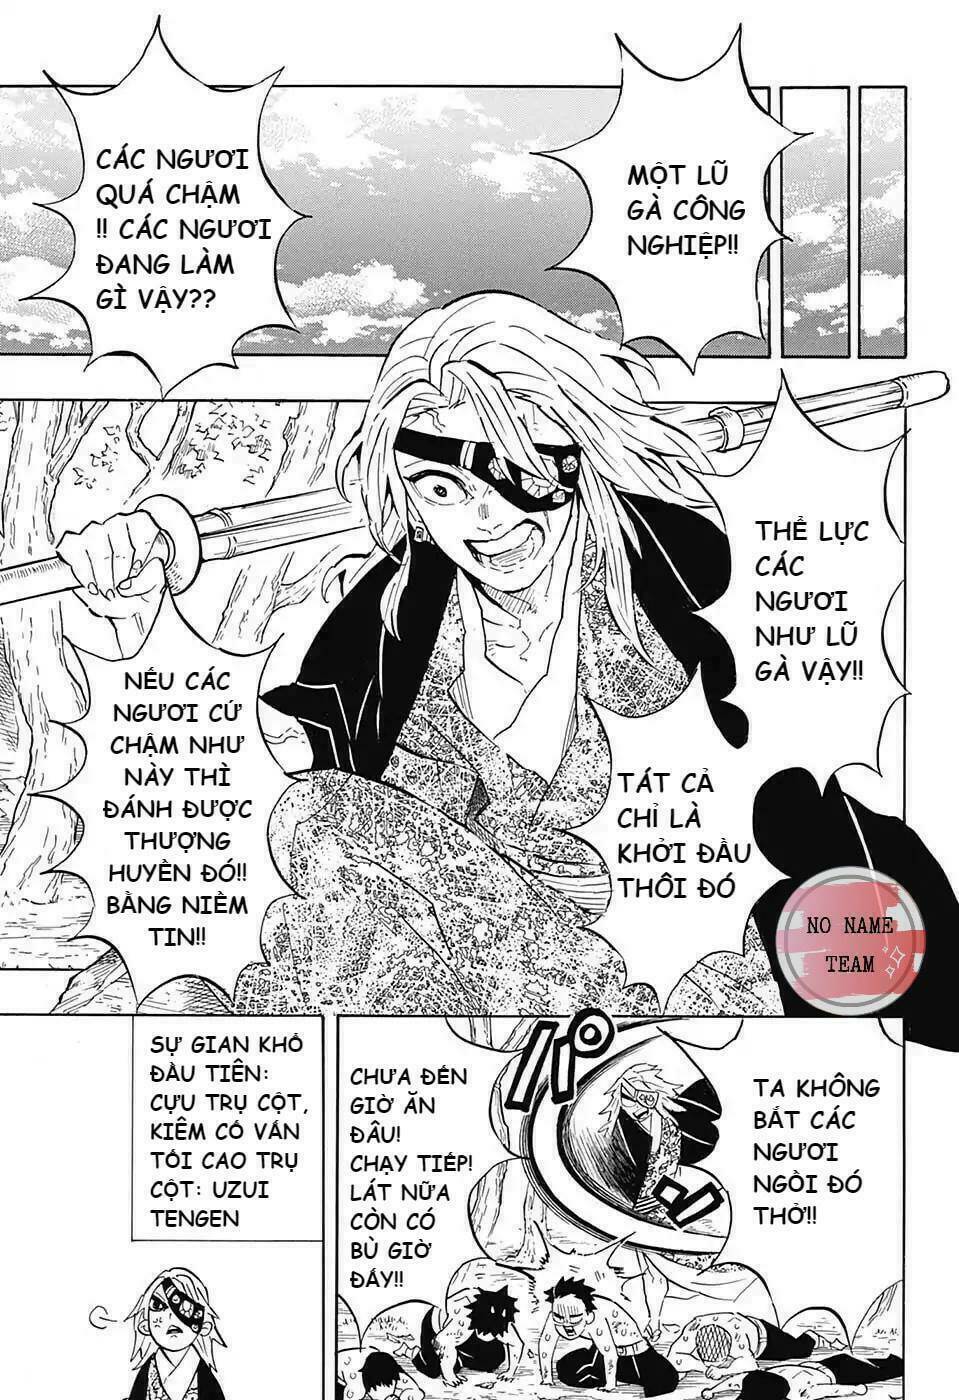 MỘT LŨ
GÀ CÔNG
NGHIỆP!!
CÁC NGƯƠI
QUÁ CHẬM
!! CÁC NGƯƠI
ĐANG LÀM
GÌ VẬY??
THỂ LỰC
CÁC
NGƯƠI
NHƯ LŨ
GÀ VẬY!!
TÁT CẢ
CHỈ LÀ
KHỞI ĐẦU
THÔI ĐÓ
NẾU CÁC
NGƯƠI CỨ
CHẬM NHƯ
NÀY THÌ
ĐÁNH ĐƯỢC
THƯỢNG
HUYỀN ĐÓ!!
BẰNG NIỀM
TIN!!
NO NAME
TEAM
TA KHÔNG
BẮT CÁC
NGƯƠI
NGỒI ĐÓ
THỞ!!
パアン
CHƯA ĐẾN
GIỜ ĂN
ĐÂU!
CHẠY TIẾP!
LÁT NỮA
CÒN CÓ
BÙ GIỜ
ĐẤY!!
SỰ GIAN KHỔ
ĐẦU TIÊN:
CỰU TRỤ CỘT,
KIÊM CỐ VẤN
TỐI CAO TRỤ
CỘT: UZUI
TENGEN